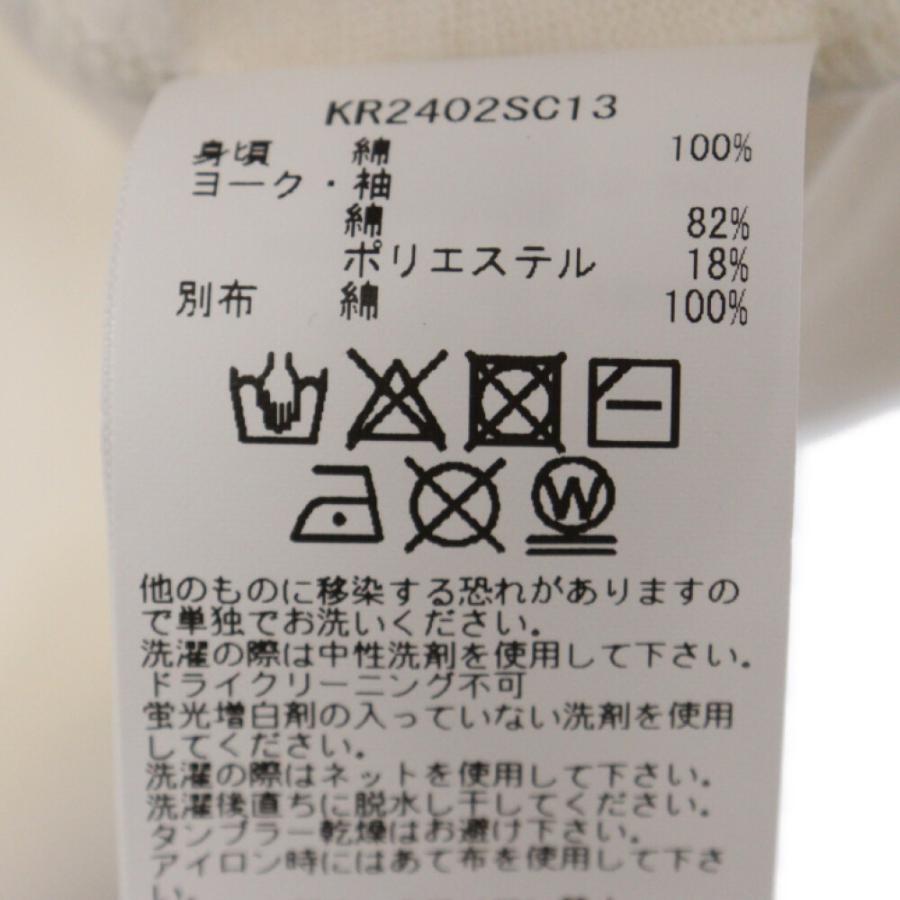 KR2402SC13
身頃 綿 100%
ヨーク・袖
綿 82%
ポリエステル 18%
別布 綿 100%
W
他のものに移染する恐れがありますの
で単独でお洗いください。
洗濯の際は中性洗剤を使用して下さい。
ドライクリーニング不可
蛍光増白剤の入っていない洗剤を使用
してください。
洗濯の際はネットを使用して下さい。
洗濯後直ちに脱水し干してください。
タンブラー乾燥はお避け下さい。
アイロン時にはあて布を使用して下さ
い。